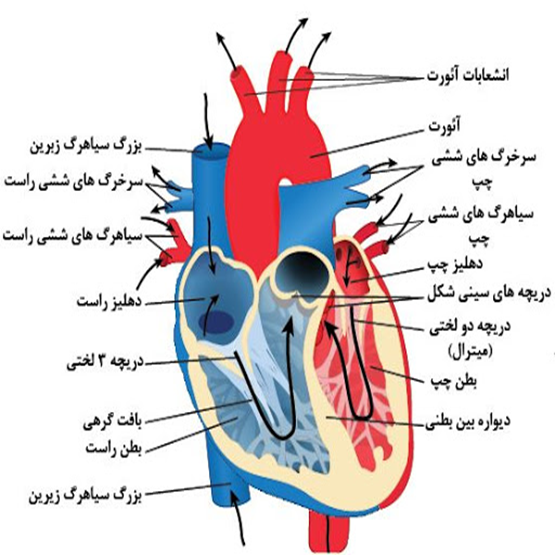 انشعابات آئورت
آئورت
سرخرگ های ششی
چپ
سیاهرگ های ششی
چپ
دهلیز چپ
دریچه های سینی شکل
دریچه دو لختی
(میترال)
بطن چپ
دیواره بین بطنی
بزرگ سیاهرگ زبرین
سرخرگ های ششی راست
سیاهرگ های ششی راست
دهلیز راست
دریچه ۳ لختی
بافت گرهی
بطن راست
بزرگ سیاهرگ زیرین